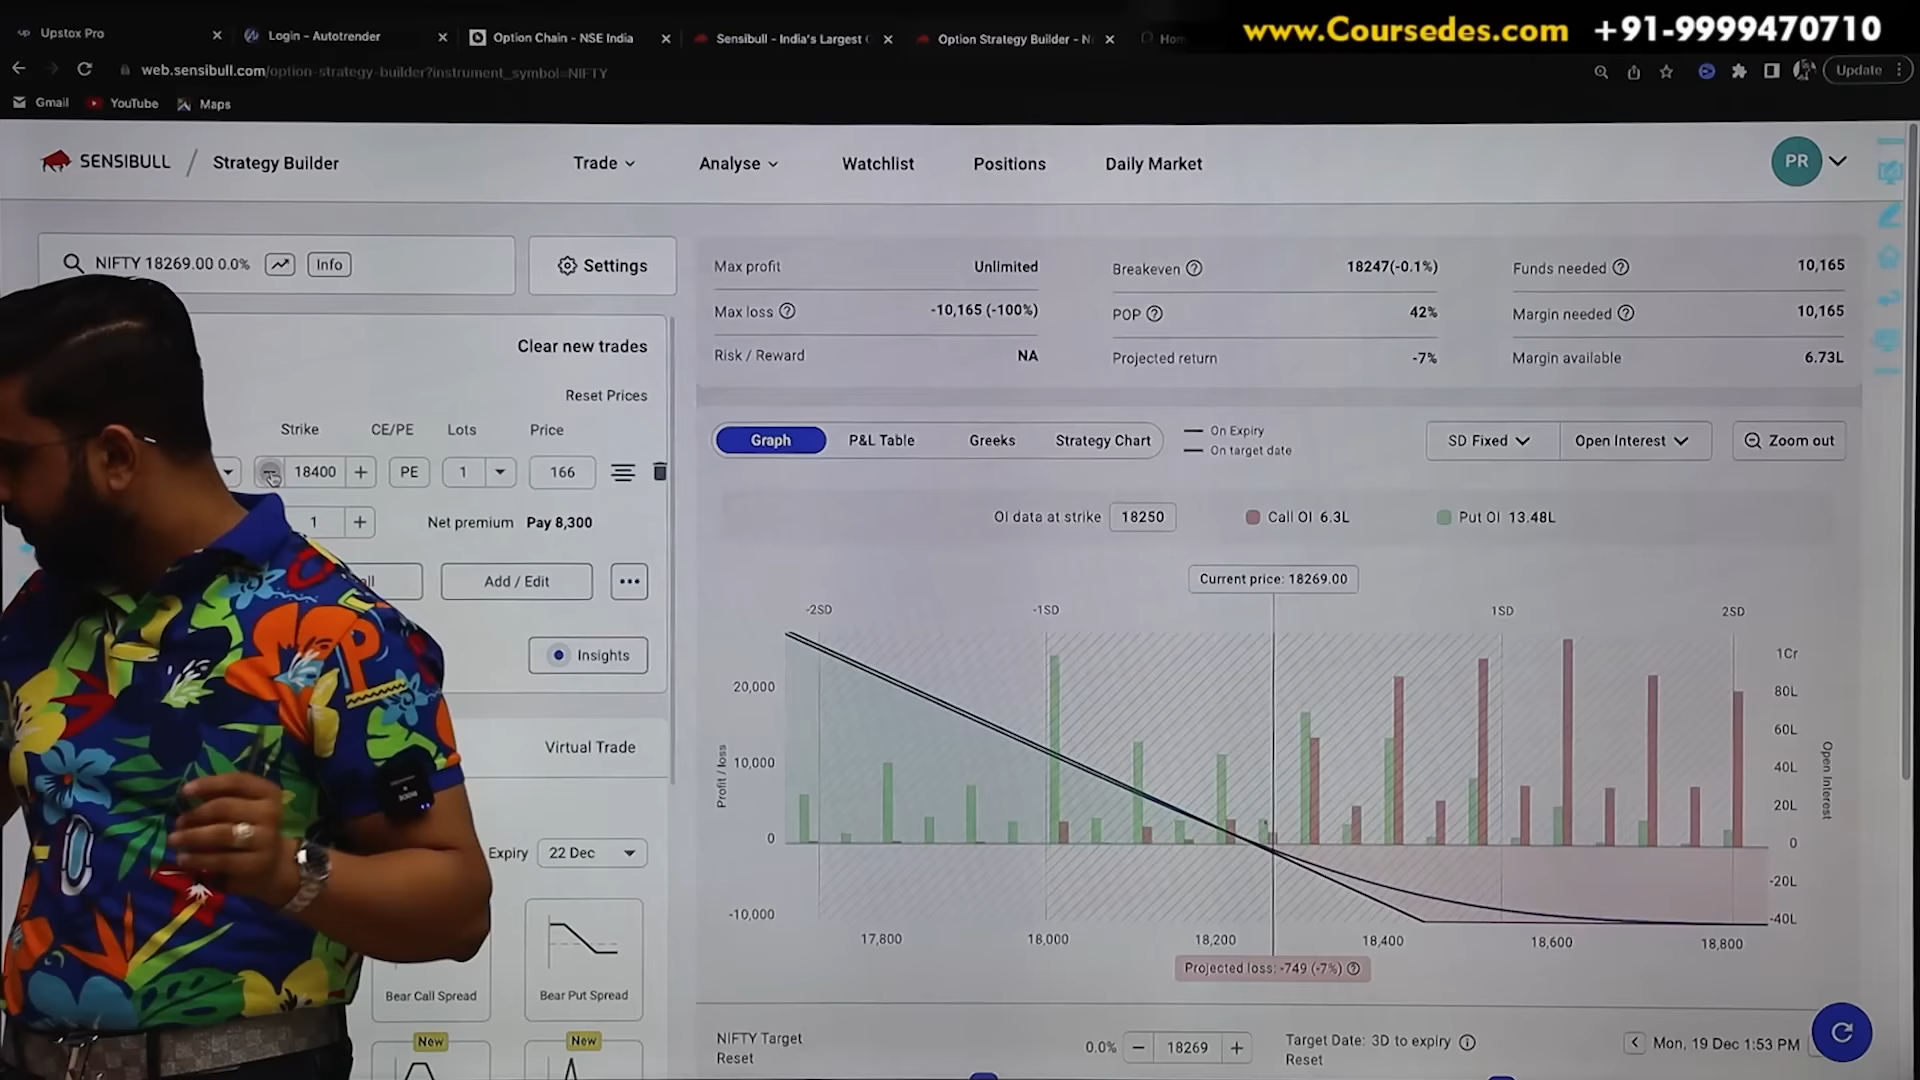 www.Coursedes.com +91-9999470710
Upstox Pro
Login - Autotrender
Option Chain - NSE India
Sensibull - India's Largest
Option Strategy Builder - N
Hom
web.sensibull.com/option-strategy-builder?instrument_symbol=NIFTY
Update
Gmail YouTube Maps
SENSIBULL / Strategy Builder
Trade
Analyse
Watchlist
Positions
Daily Market
PR
NIFTY 18269.00 0.0% Info
Settings
Clear new trades
Reset Prices
Strike CE/PE Lots Price
18400 + PE 1 166
1 + Net premium Pay 8,300
Add / Edit
Insights
Virtual Trade
Expiry 22 Dec
Bear Call Spread
Bear Put Spread
New
New
Max profit Unlimited
Max loss -10,165 (-100%)
Risk / Reward NA
Breakeven 18247(-0.1%)
POP 42%
Projected return -7%
Funds needed 10,165
Margin needed 10,165
Margin available 6.73L
Graph P&L Table Greeks Strategy Chart
On Expiry
On target date
SD Fixed
Open Interest
Zoom out
OI data at strike 18250 Call OI 6.3L Put OI 13.48L
Current price: 18269.00
-2SD -1SD 1SD 2SD
Profit / loss
20,000
10,000
0
-10,000
1Cr
80L
60L
40L
20L
0
-20L
-40L
Open Interest
17,800 18,000 18,200 18,400 18,600 18,800
Projected loss: -749 (-7%)
NIFTY Target
Reset
0.0% − 18269 +
Target Date: 3D to expiry
Reset
Mon, 19 Dec 1:53 PM